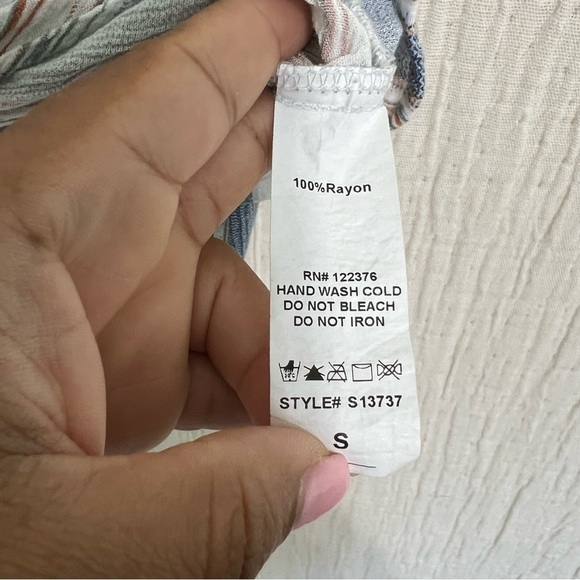 100%Rayon
RN# 122376
HAND WASH COLD
DO NOT BLEACH
DO NOT IRON
STYLE# S13737
S